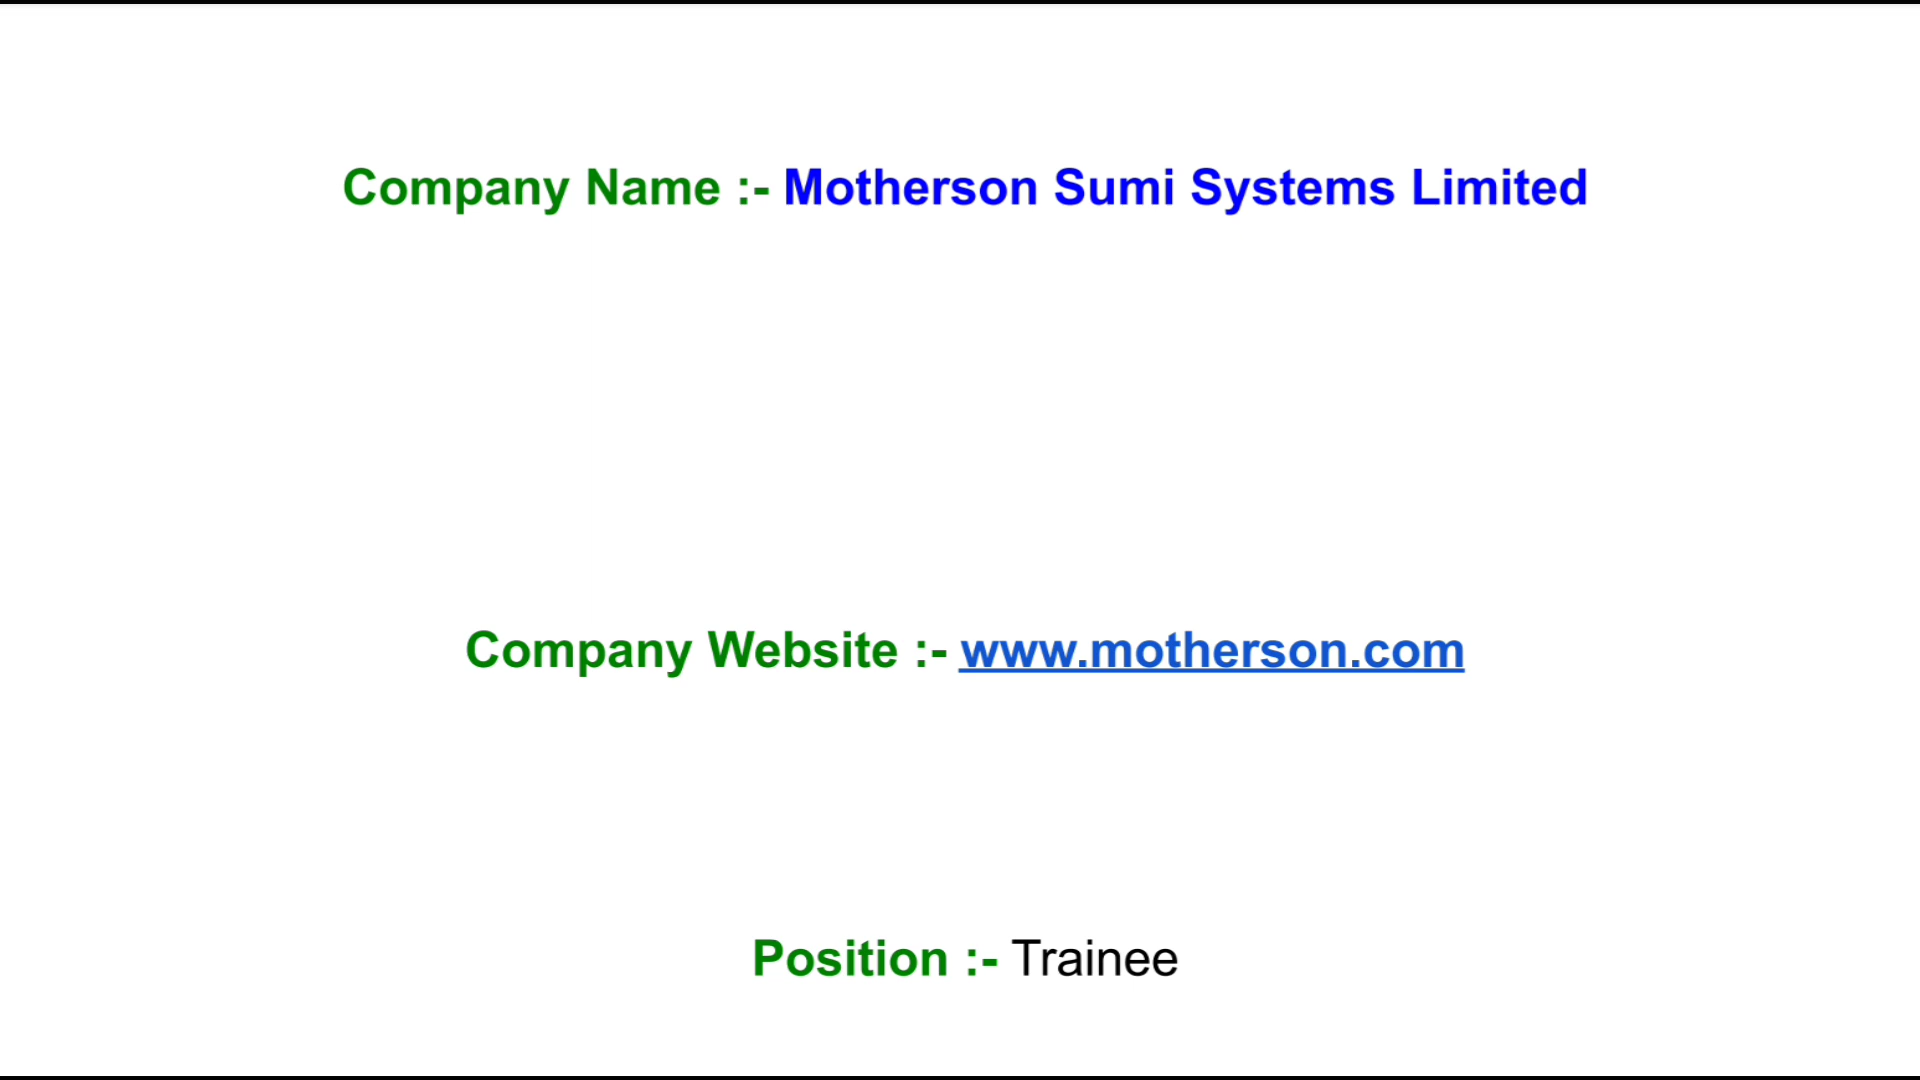 Company Name :- Motherson Sumi Systems Limited
Company Website :- www.motherson.com
Position :- Trainee